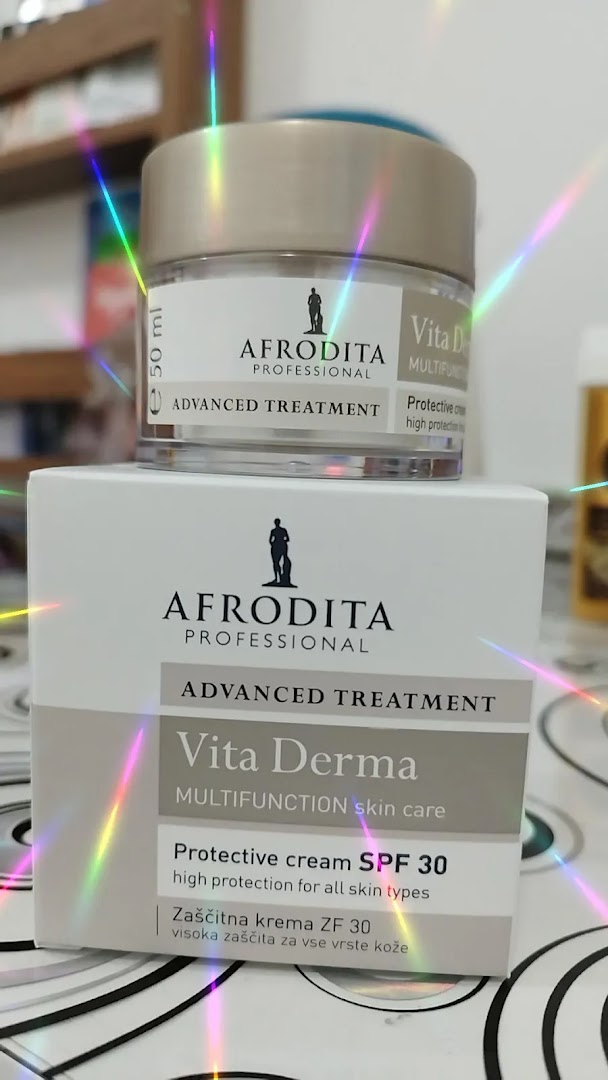 ℮ 50 ml
AFRODITA
PROFESSIONAL
ADVANCED TREATMENT
Vita
Protective
high protection
AFRODITA
PROFESSIONAL
ADVANCED TREATMENT
Vita Derma
MULTIFUNCTION skin care
Protective cream SPF 30
high protection for all skin types
Zaščitna krema ZF 30
visoka zaščita za vse vrste kože